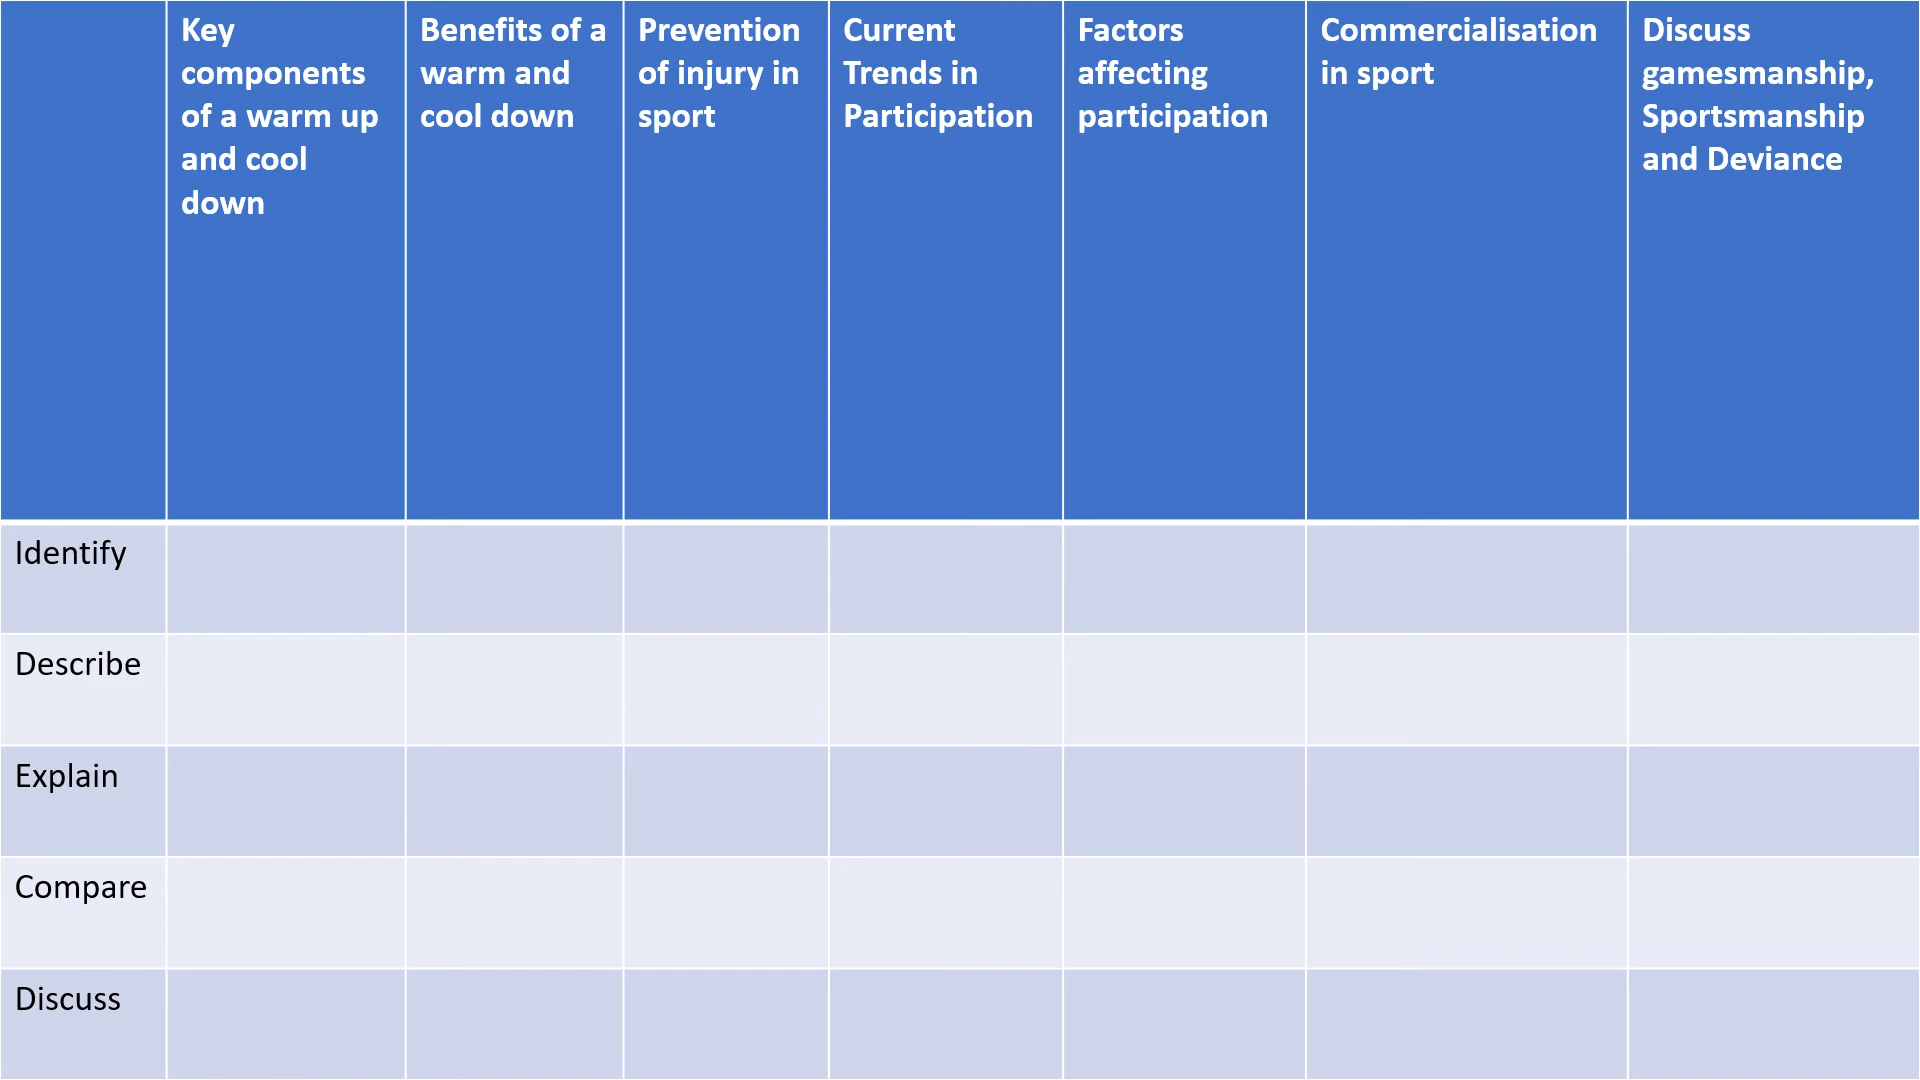 Key
components
of a warm up
and cool
down
Benefits of a
warm and
cool down
Prevention
of injury in
sport
Current
Trends in
Participation
Factors
affecting
participation
Commercialisation
in sport
Discuss
gamesmanship,
Sportsmanship
and Deviance
Identify
Describe
Explain
Compare
Discuss